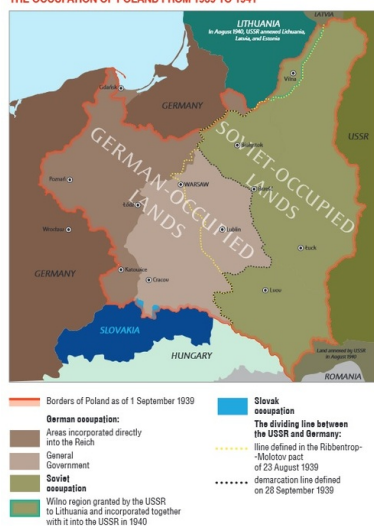 THE OCCUPATION OF POLAND FROM 1939 TO 1941
LATVIA
LITHUANIA
In August 1940, USSR annexed Lithuania,
Latvia, and Estonia
Wilno
Gdańsk
GERMANY
USSR
SOVIET-OCCUPIED
LANDS
GERMAN-OCCUPIED
LANDS
Poznań
WARSAW
Łódź
Lublin
Wrocław
Łuck
GERMANY
Katowice
Cracow
Lwów
SLOVAKIA
HUNGARY
Land annexed by USSR
in August 1940
ROMANIA
Borders of Poland as of 1 September 1939
German occupation:
Areas incorporated directly
into the Reich
General
Government
Soviet
occupation
Wilno region granted by the USSR
to Lithuania and incorporated together
with it into the USSR in 1940
Slovak
occupation
The dividing line between
the USSR and Germany:
lline defined in the Ribbentrop-
-Molotov pact
of 23 August 1939
demarcation line defined
on 28 September 1939